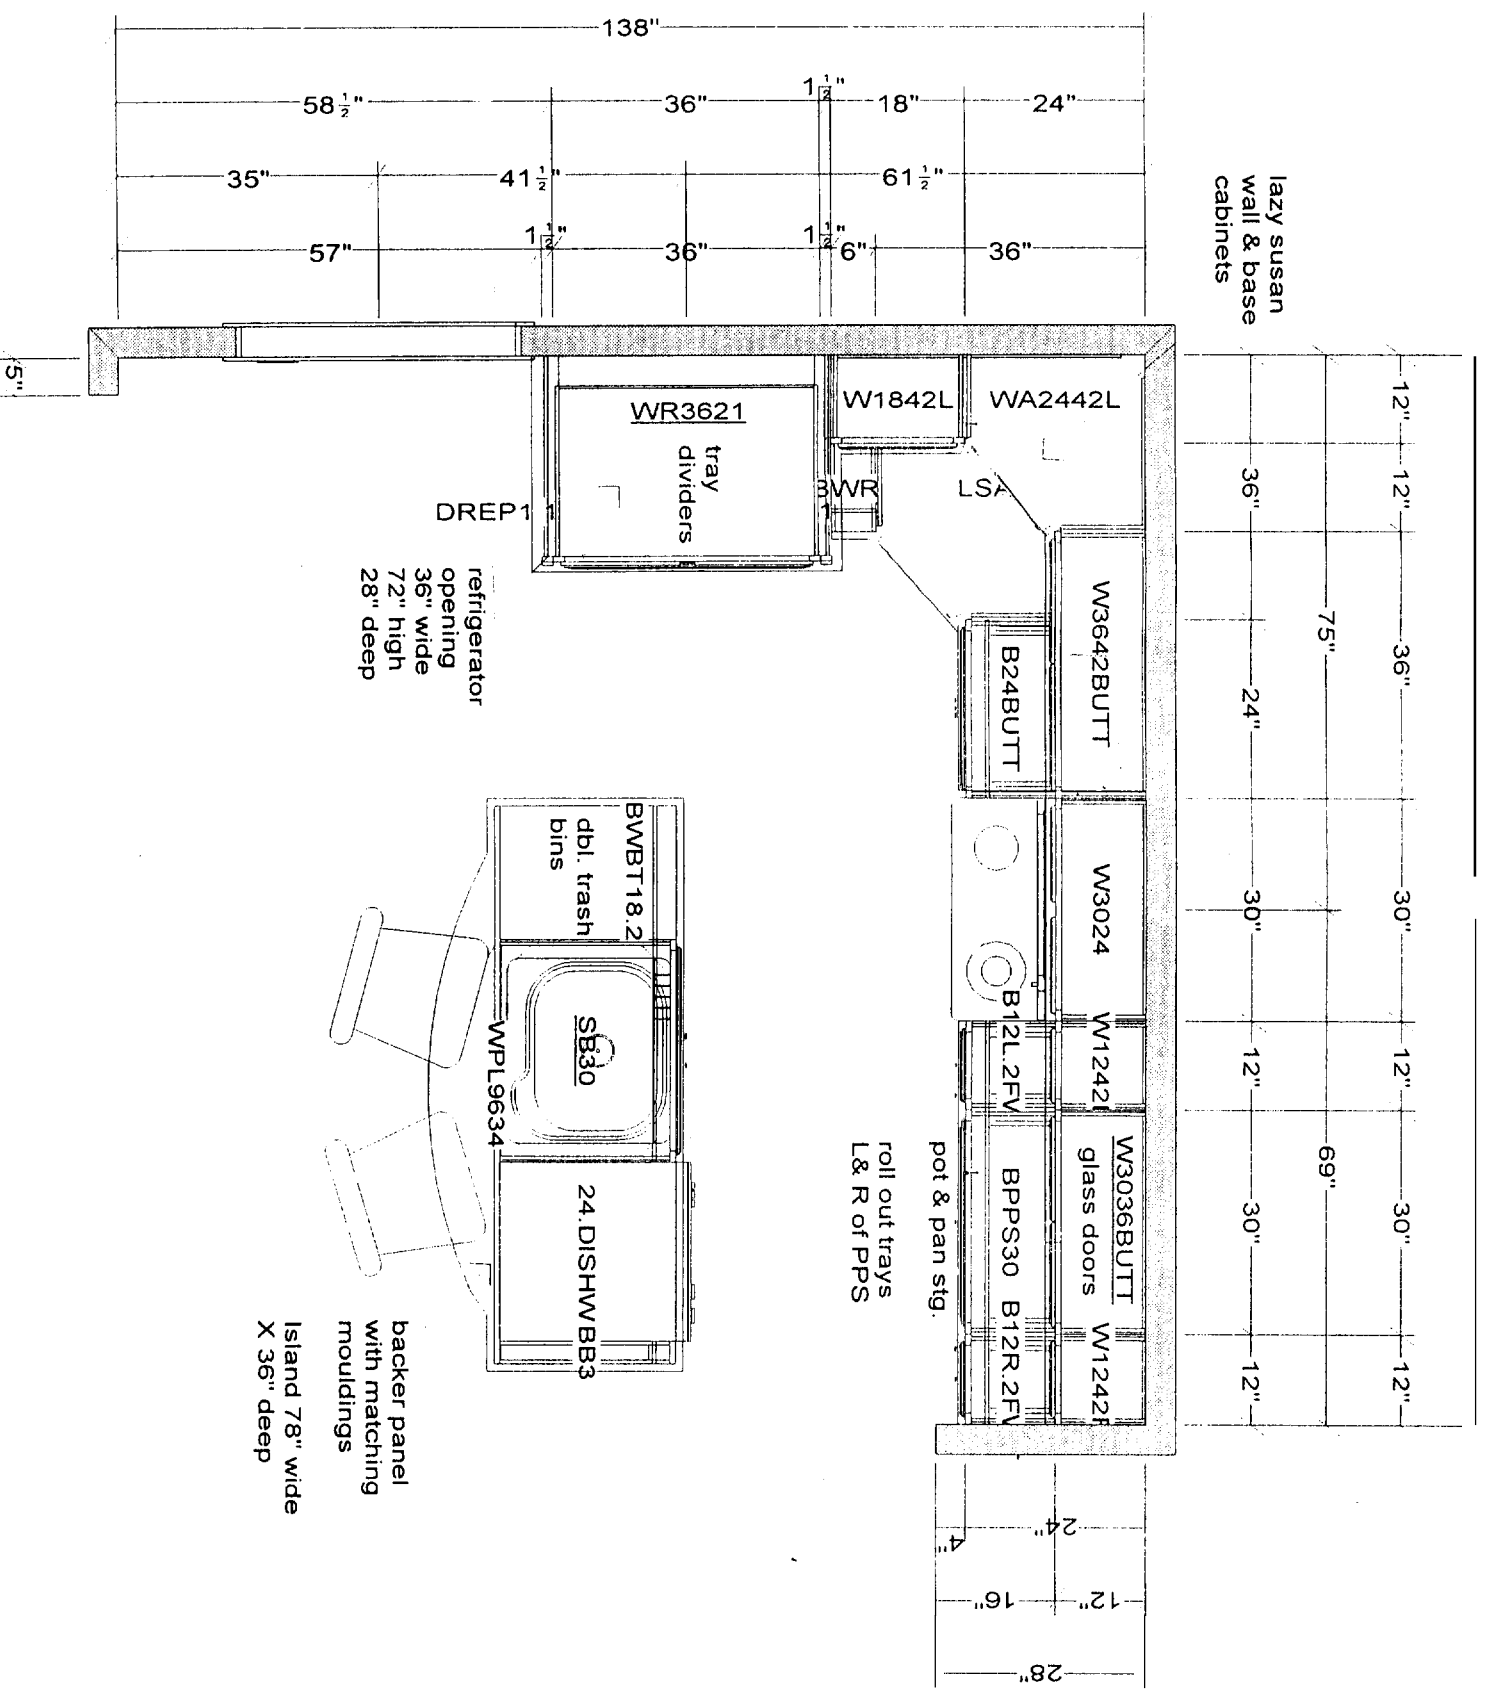 138"
58 1/2"
36"
1 1/2"
18"
24"
35"
41 1/2"
61 1/2"
57"
1 1/2"
36"
1 1/2"
6"
36"
lazy susan
wall & base
cabinets
5"
WR3621
tray
dividers
W1842L
WA2442L
DREP1
BWR
LSA
refrigerator
opening
36" wide
72" high
28" deep
12"
12"
36"
30"
12"
30"
12"
75"
69"
36"
24"
30"
12"
30"
12"
W3642BUTT
B24BUTT
W3024
B12L.2FV
W1242L
W3036BUTT
glass doors
BPPS30
B12R.2FV
W1242R
pot & pan stg.
roll out trays
L& R of PPS
BWBT18.2
dbl. trash
bins
SB30
WPL9634
24.DISHW
BB3
backer panel
with matching
mouldings
Island 78" wide
X 36" deep
24"
4"
16"
12"
28"